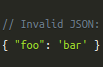 // Invalid JSON:
{ "foo": 'bar' }